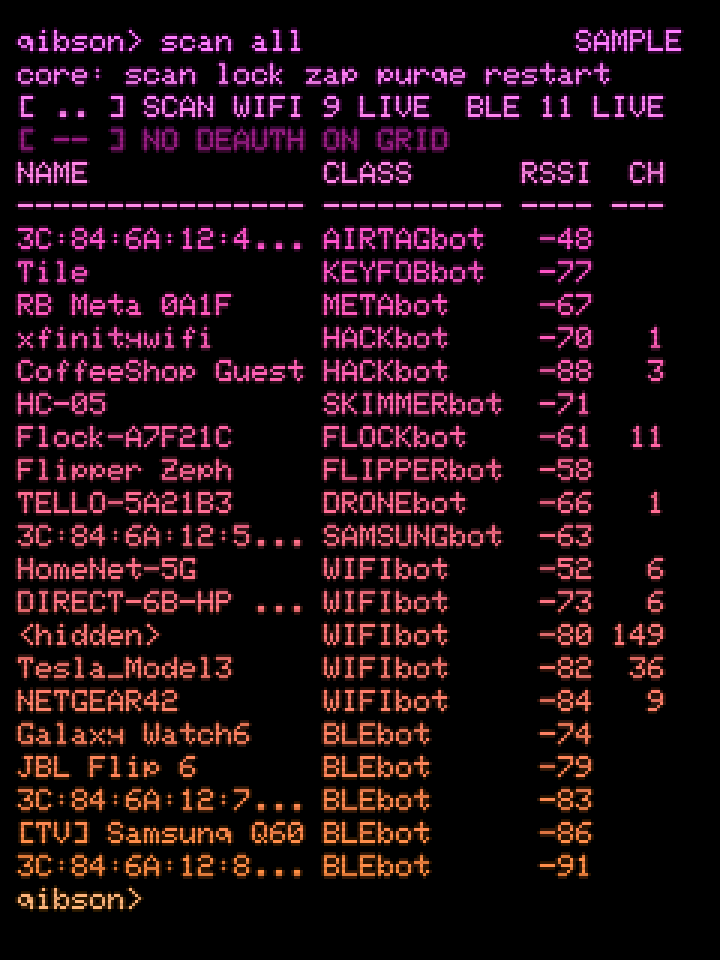 gibson> scan all SAMPLE
core: scan lock zap purge restart
[ .. ] SCAN WIFI 9 LIVE BLE 11 LIVE
[ -- ] NO DEAUTH ON GRID
NAME CLASS RSSI CH
---------------- ---------- ---- ---
3C:84:6A:12:4... AIRTAGbot -48
Tile KEYFOBbot -77
RB Meta 0A1F METAbot -67
xfinitywifi HACKbot -70 1
CoffeeShop Guest HACKbot -88 3
HC-05 SKIMMERbot -71
Flock-A7F21C FLOCKbot -61 11
Flipper Zeph FLIPPERbot -58
TELLO-5A21B3 DRONEbot -66 1
3C:84:6A:12:5... SAMSUNGbot -63
HomeNet-5G WIFIbot -52 6
DIRECT-6B-HP ... WIFIbot -73 6
<hidden> WIFIbot -80 149
Tesla_Model3 WIFIbot -82 36
NETGEAR42 WIFIbot -84 9
Galaxy Watch6 BLEbot -74
JBL Flip 6 BLEbot -79
3C:84:6A:12:7... BLEbot -83
[TV] Samsung Q60 BLEbot -86
3C:84:6A:12:8... BLEbot -91
gibson>